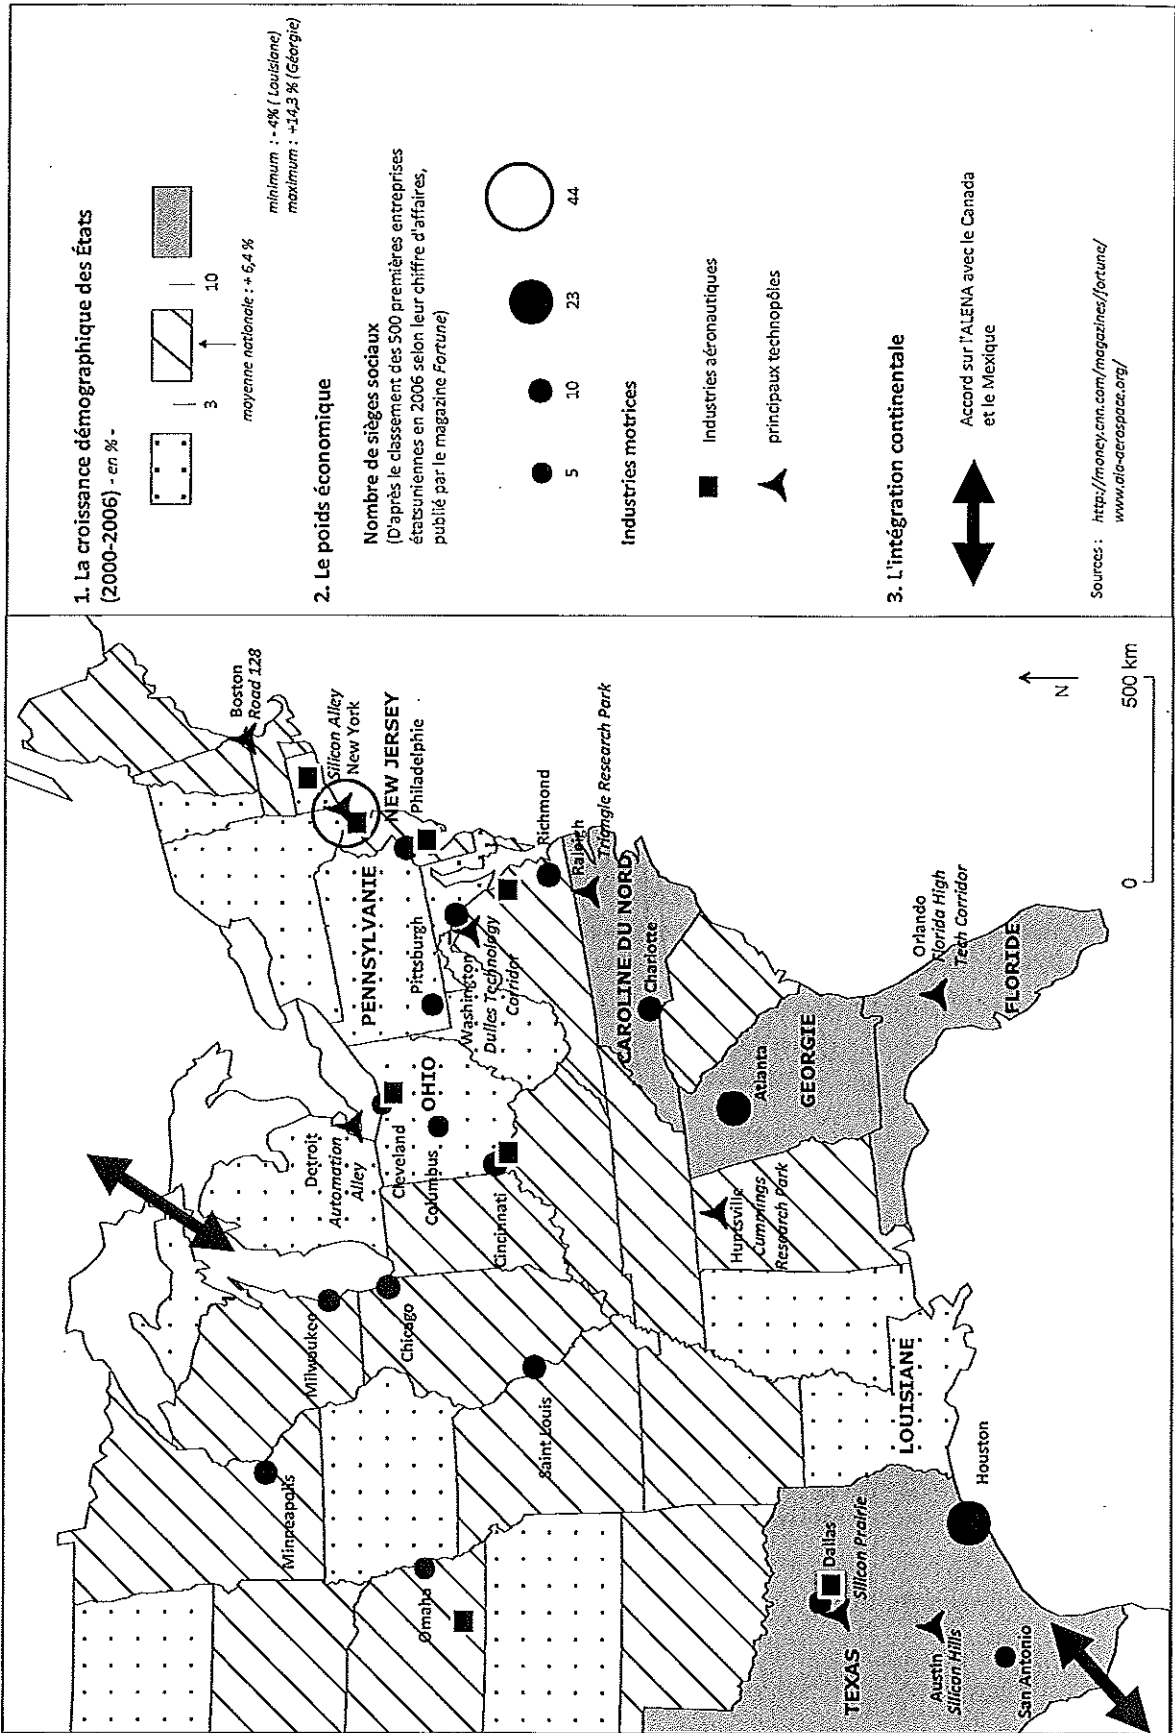 1. La croissance démographique des États
(2000-2006) - en % -
3
10
moyenne nationale : + 6,4 %
minimum : - 4% ( Louisiane)
maximum : +14,3 % (Géorgie)
2. Le poids économique
Nombre de sièges sociaux
(D'après le classement des 500 premières entreprises
étatsuniennes en 2006 selon leur chiffre d'affaires,
publié par le magazine Fortune)
5
10
23
44
Industries motrices
Industries aéronautiques
principaux technopôles
3. L'intégration continentale
Accord sur l'ALENA avec le Canada
et le Mexique
Sources : http://money.cnn.com/magazines/fortune/
www.aia-aerospace.org/
Boston
Road 128
Silicon Alley
New York
NEW JERSEY
Philadelphie
PENNSYLVANIE
Pittsburgh
Washington
Dulles Technology
Corridor
Richmond
Raleigh
Triangle Research Park
CAROLINE DU NORD
Charlotte
Detroit
Automation
Alley
Cleveland
OHIO
Columbus
Cincinnati
Milwaukee
Chicago
Minneapolis
Omaha
Saint Louis
Huntsville
Cummings
Research Park
Atlanta
GEORGIE
Orlando
Florida High
Tech Corridor
FLORIDE
LOUISIANE
Houston
Dallas
Silicon Prairie
TEXAS
Austin
Silicon Hills
San Antonio
N
0
500 km